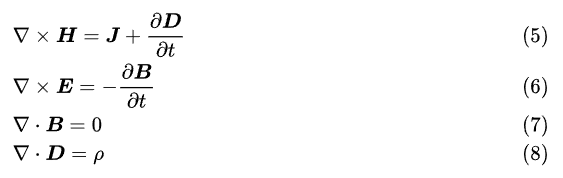 ∇ × H = J + ∂D/∂t (5)
∇ × E = −∂B/∂t (6)
∇ · B = 0 (7)
∇ · D = ρ (8)